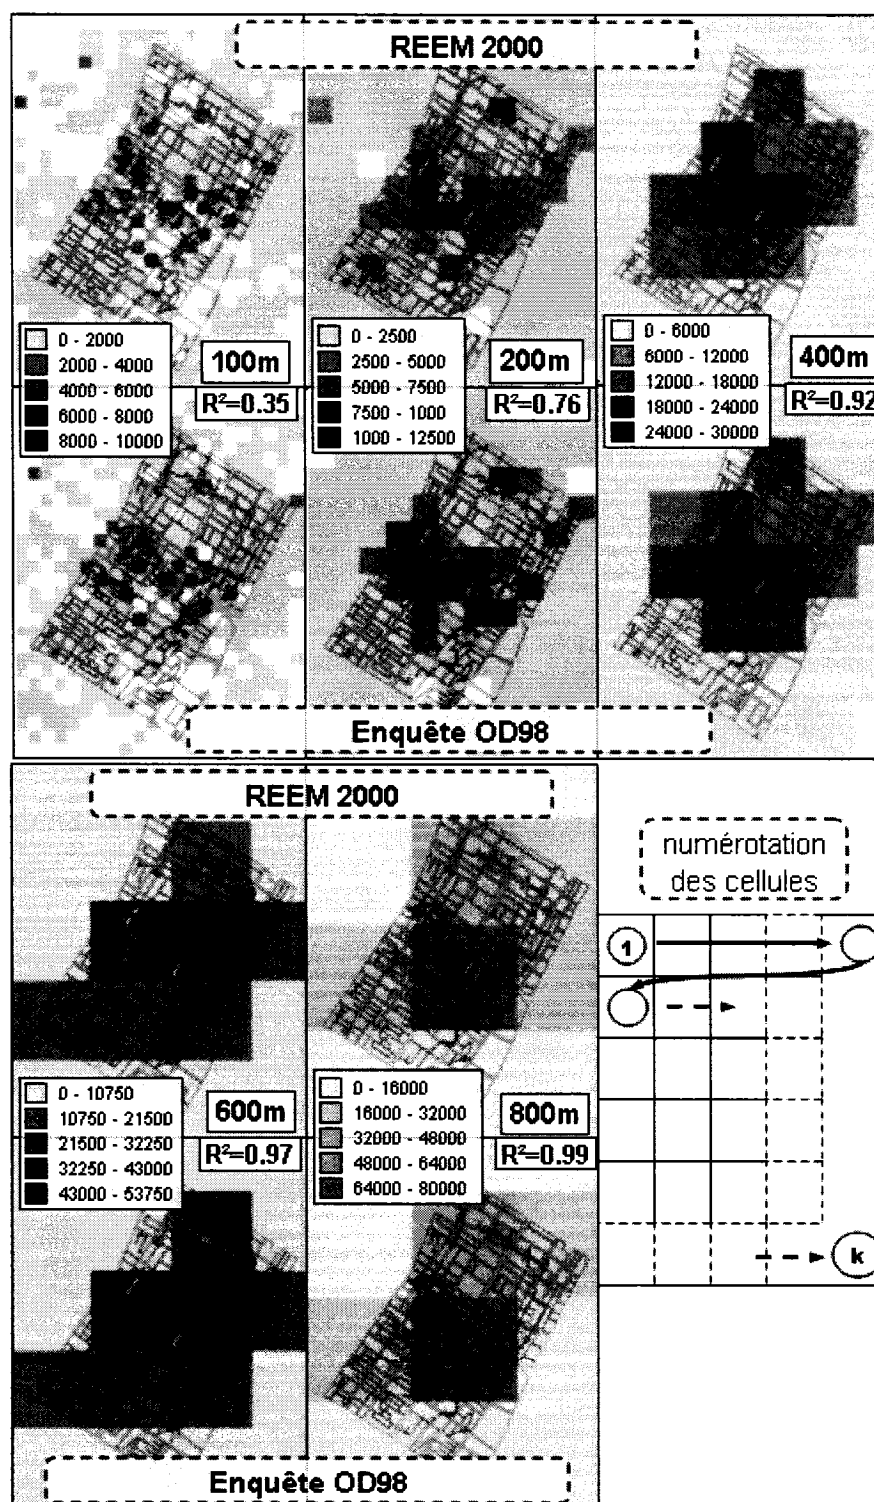 REEM 2000
0 - 2000
2000 - 4000
4000 - 6000
6000 - 8000
8000 - 10000
100m
R²=0.35
0 - 2500
2500 - 5000
5000 - 7500
7500 - 1000
1000 - 12500
200m
R²=0.76
0 - 6000
6000 - 12000
12000 - 18000
18000 - 24000
24000 - 30000
400m
R²=0.92
Enquête OD98
REEM 2000
0 - 10750
10750 - 21500
21500 - 32250
32250 - 43000
43000 - 53750
600m
R²=0.97
0 - 16000
16000 - 32000
32000 - 48000
48000 - 64000
64000 - 80000
800m
R²=0.99
numérotation
des cellules
1
k
Enquête OD98